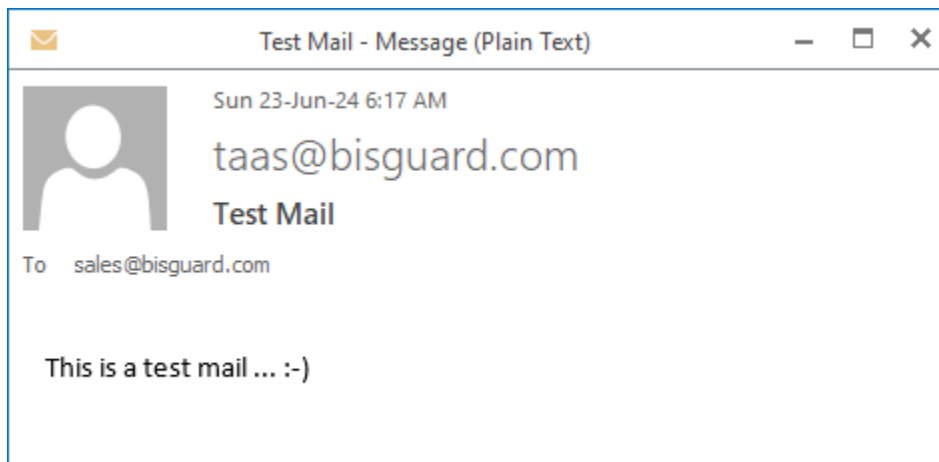 Test Mail - Message (Plain Text)
Sun 23-Jun-24 6:17 AM
taas@bisguard.com
Test Mail
To sales@bisguard.com
This is a test mail ... :-)